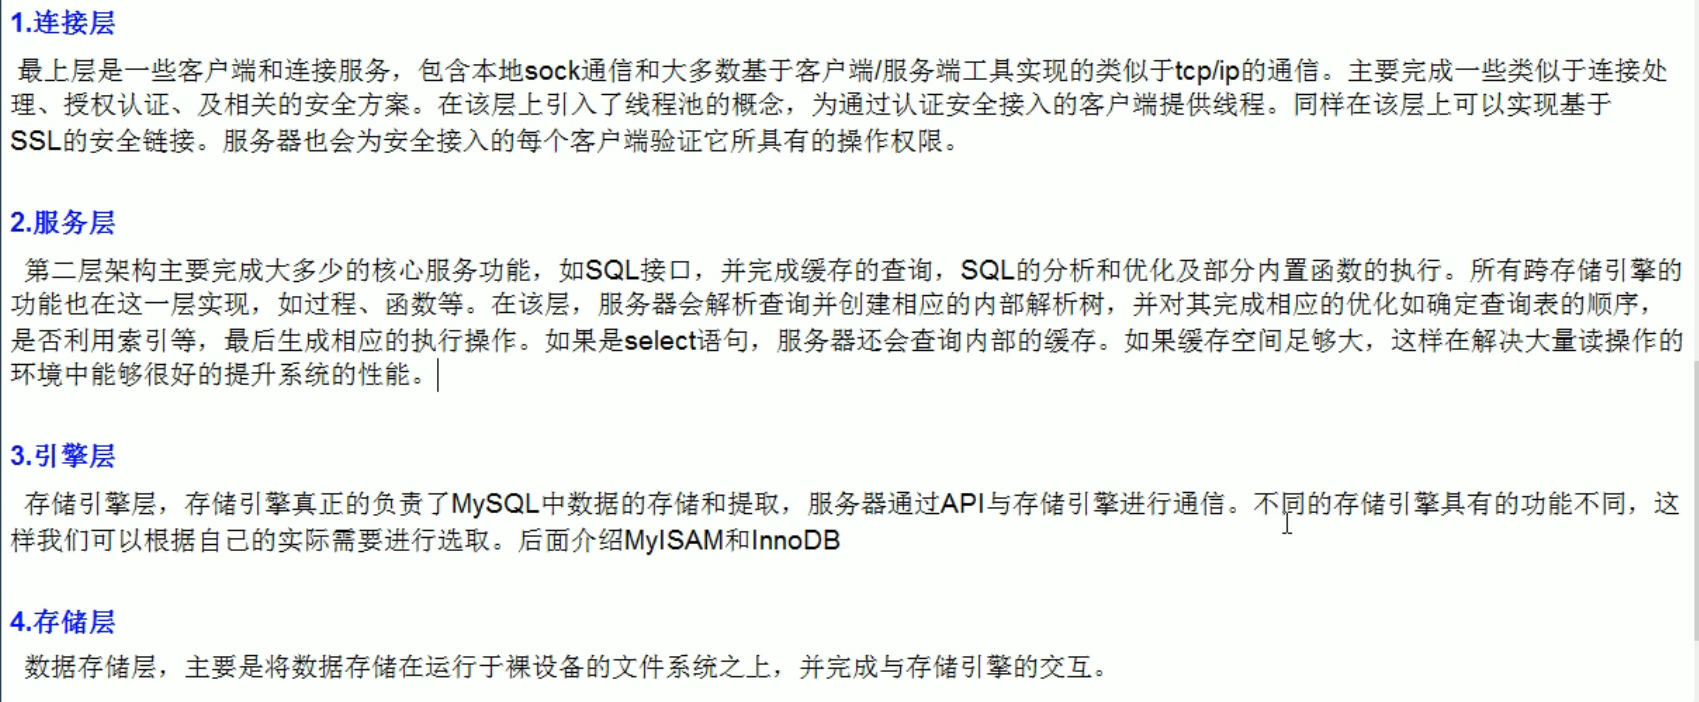 1.连接层
最上层是一些客户端和连接服务，包含本地sock通信和大多数基于客户端/服务端工具实现的类似于tcp/ip的通信。主要完成一些类似于连接处
理、授权认证、及相关的安全方案。在该层上引入了线程池的概念，为通过认证安全接入的客户端提供线程。同样在该层上可以实现基于
SSL的安全链接。服务器也会为安全接入的每个客户端验证它所具有的操作权限。
2.服务层
第二层架构主要完成大多少的核心服务功能，如SQL接口，并完成缓存的查询，SQL的分析和优化及部分内置函数的执行。所有跨存储引擎的
功能也在这一层实现，如过程、函数等。在该层，服务器会解析查询并创建相应的内部解析树，并对其完成相应的优化如确定查询表的顺序，
是否利用索引等，最后生成相应的执行操作。如果是select语句，服务器还会查询内部的缓存。如果缓存空间足够大，这样在解决大量读操作的
环境中能够很好的提升系统的性能。
3.引擎层
存储引擎层，存储引擎真正的负责了MySQL中数据的存储和提取，服务器通过API与存储引擎进行通信。不同的存储引擎具有的功能不同，这
样我们可以根据自己的实际需要进行选取。后面介绍MyISAM和InnoDB
4.存储层
数据存储层，主要是将数据存储在运行于裸设备的文件系统之上，并完成与存储引擎的交互。